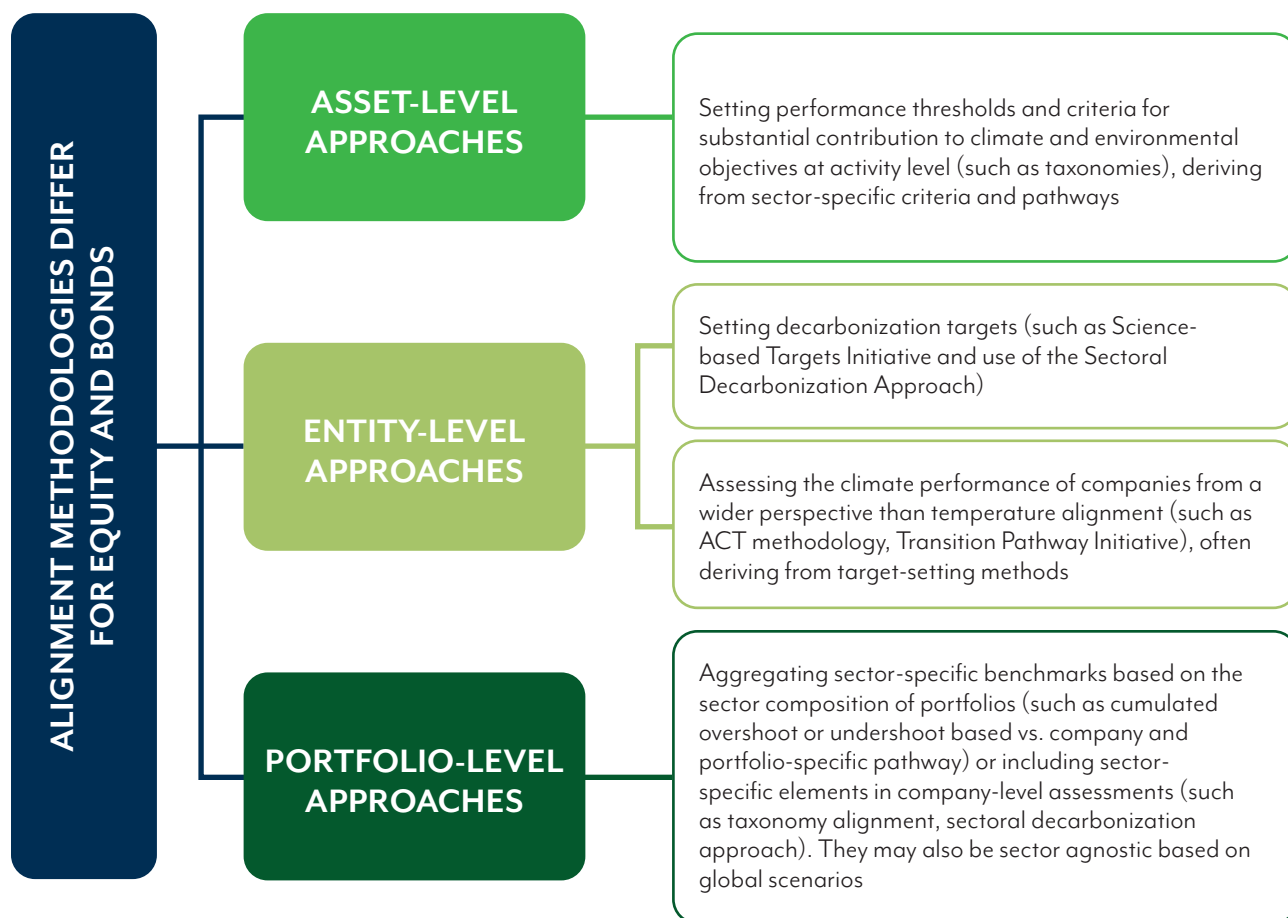 ALIGNMENT METHODOLOGIES DIFFER
FOR EQUITY AND BONDS
ASSET-LEVEL
APPROACHES
Setting performance thresholds and criteria for
substantial contribution to climate and environmental
objectives at activity level (such as taxonomies), deriving
from sector-specific criteria and pathways
ENTITY-LEVEL
APPROACHES
Setting decarbonization targets (such as Science-
based Targets Initiative and use of the Sectoral
Decarbonization Approach)
Assessing the climate performance of companies from a
wider perspective than temperature alignment (such as
ACT methodology, Transition Pathway Initiative), often
deriving from target-setting methods
PORTFOLIO-LEVEL
APPROACHES
Aggregating sector-specific benchmarks based on the
sector composition of portfolios (such as cumulated
overshoot or undershoot based vs. company and
portfolio-specific pathway) or including sector-
specific elements in company-level assessments (such
as taxonomy alignment, sectoral decarbonization
approach). They may also be sector agnostic based on
global scenarios